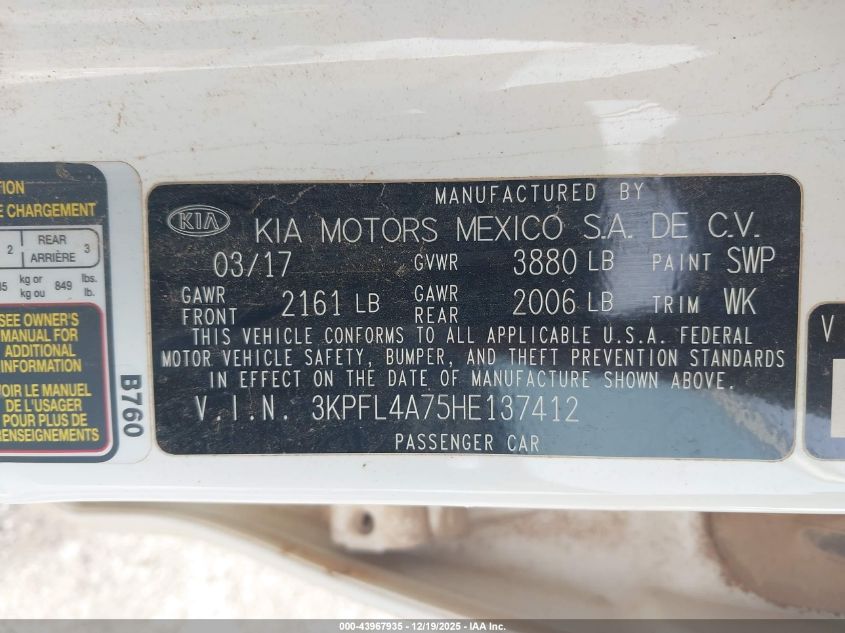 TION
E CHARGEMENT
2 REAR ARRIÈRE 3
kg or kg ou 849 lbs. lb.
SEE OWNER'S
MANUAL FOR
ADDITIONAL
INFORMATION
VOIR LE MANUEL
DE L'USAGER
POUR PLUS DE
RENSEIGNEMENTS
B760
MANUFACTURED BY
KIA KIA MOTORS MEXICO S.A. DE C.V.
03/17 GVWR 3880 LB PAINT SWP
GAWR FRONT 2161 LB GAWR REAR 2006 LB TRIM WK
THIS VEHICLE CONFORMS TO ALL APPLICABLE U.S.A. FEDERAL
MOTOR VEHICLE SAFETY, BUMPER, AND THEFT PREVENTION STANDARDS
IN EFFECT ON THE DATE OF MANUFACTURE SHOWN ABOVE.
V.I.N. 3KPFL4A75HE137412
PASSENGER CAR
V
000-43967935 - 12/19/2025 - IAA Inc.